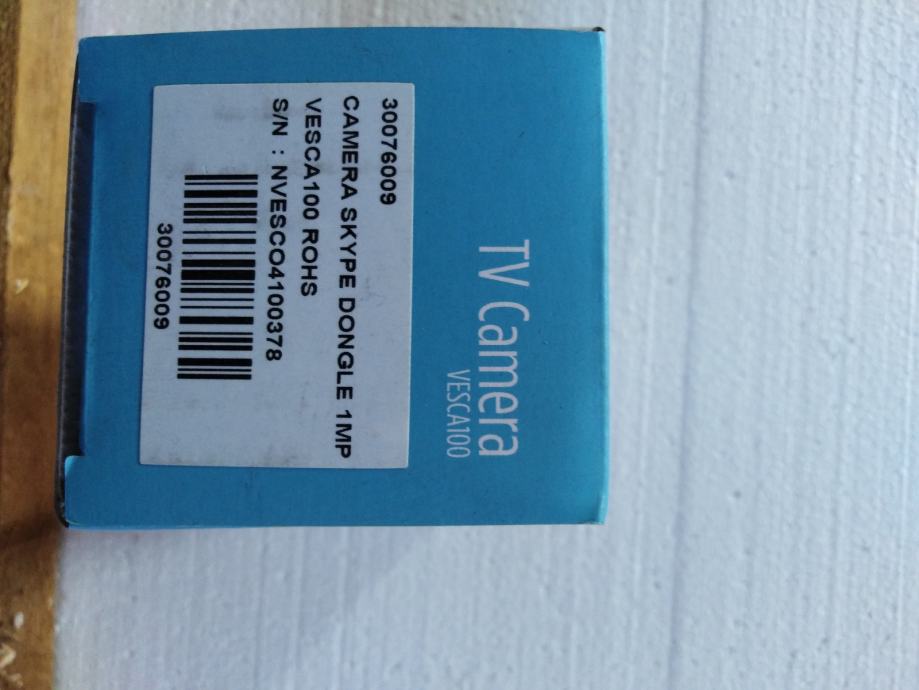 TV Camera
VESCA100
30076009
CAMERA SKYPE DONGLE 1MP
VESCA100 ROHS
S/N : NVESCO4100378
30076009